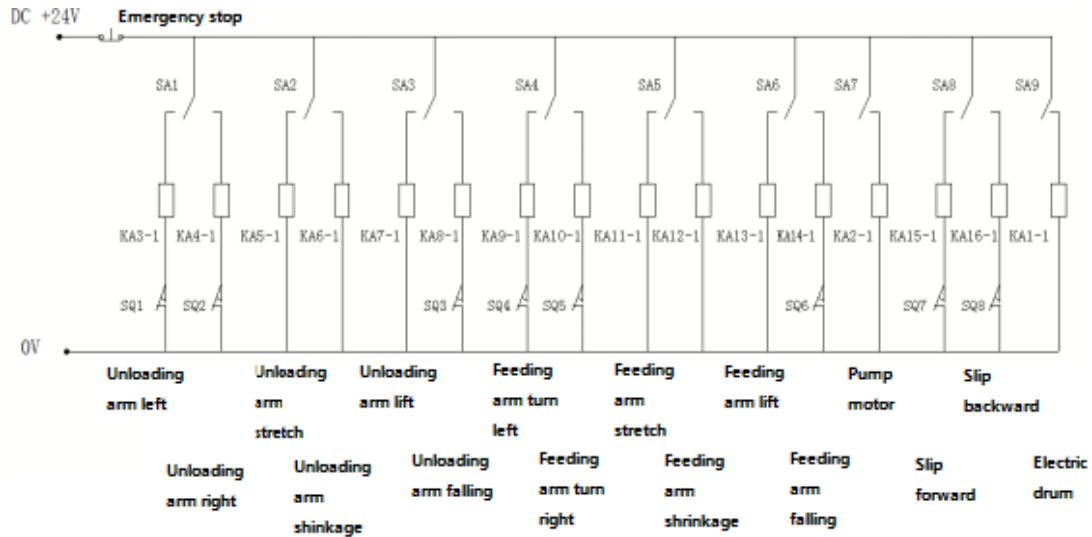 DC +24V Emergency stop
SA1 SA2 SA3 SA4 SA5 SA6 SA7 SA8 SA9
KA3-1 KA4-1 KA5-1 KA6-1 KA7-1 KA8-1 KA9-1 KA10-1 KA11-1 KA12-1 KA13-1 KA14-1 KA2-1 KA15-1 KA16-1 KA1-1
SQ1 SQ2 SQ3 SQ4 SQ5 SQ6 SQ7 SQ8
0V
Unloading
arm left
Unloading
arm
stretch
Unloading
arm lift
Feeding
arm turn
left
Feeding
arm
stretch
Feeding
arm lift
Pump
motor
Slip
backward
Unloading
arm right
Unloading
arm
shinkage
Unloading
arm falling
Feeding
arm turn
right
Feeding
arm
shrinkage
Feeding
arm
falling
Slip
forward
Electric
drum